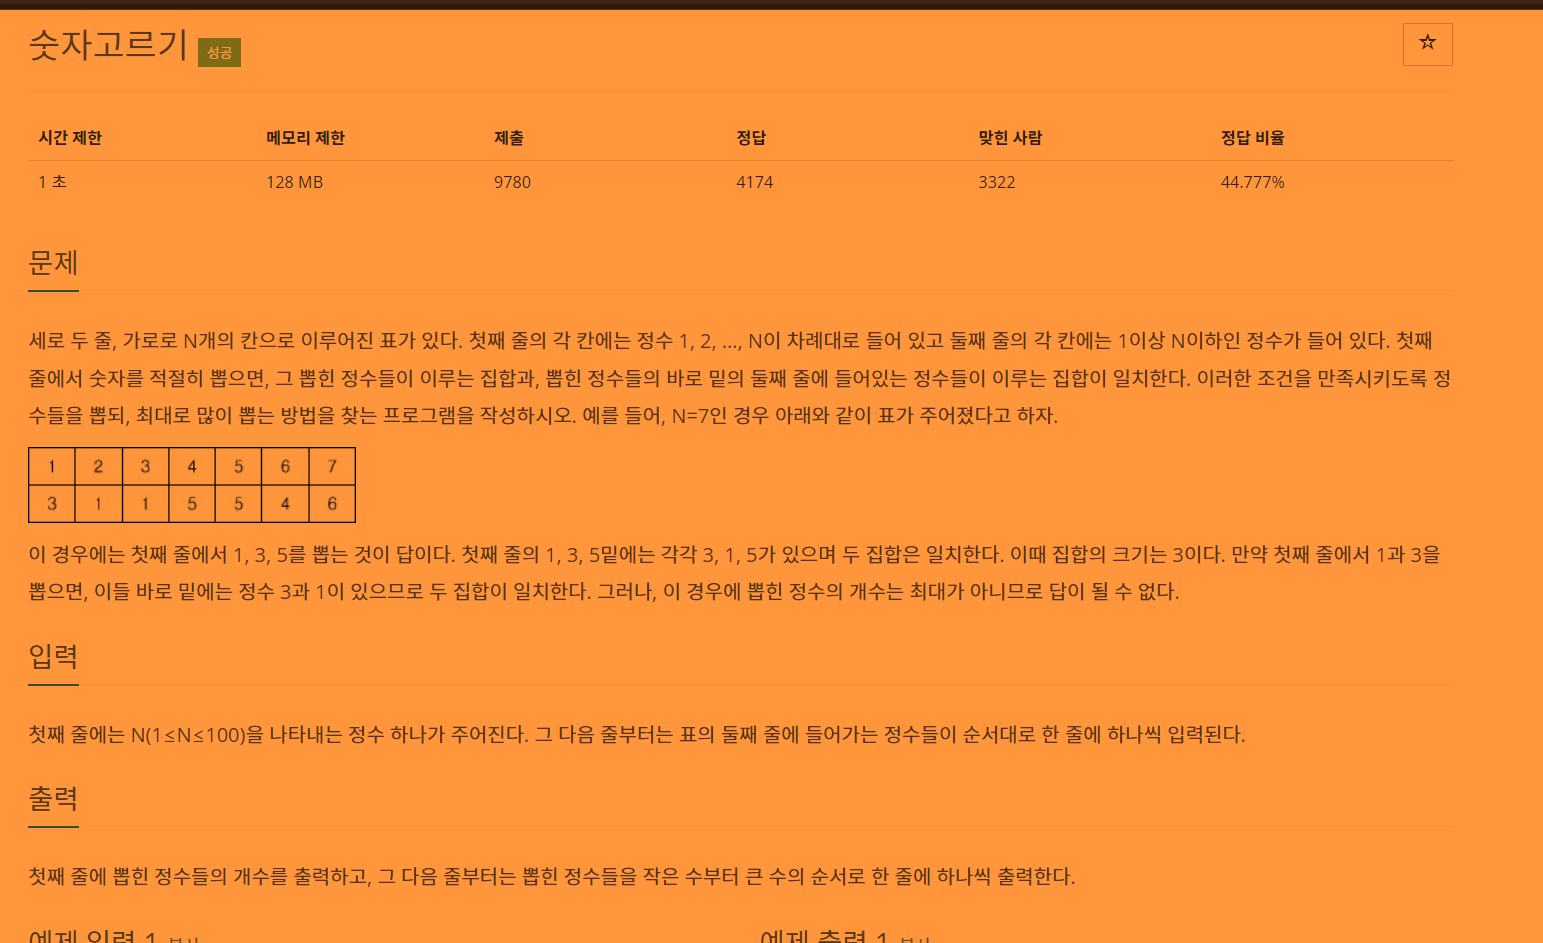 숫자고르기 성공
☆
시간 제한 메모리 제한 제출 정답 맞힌 사람 정답 비율
1 초 128 MB 9780 4174 3322 44.777%
문제
세로 두 줄, 가로로 N개의 칸으로 이루어진 표가 있다. 첫째 줄의 각 칸에는 정수 1, 2, ..., N이 차례대로 들어 있고 둘째 줄의 각 칸에는 1이상 N이하인 정수가 들어 있다. 첫째
줄에서 숫자를 적절히 뽑으면, 그 뽑힌 정수들이 이루는 집합과, 뽑힌 정수들의 바로 밑의 둘째 줄에 들어있는 정수들이 이루는 집합이 일치한다. 이러한 조건을 만족시키도록 정
수들을 뽑되, 최대로 많이 뽑는 방법을 찾는 프로그램을 작성하시오. 예를 들어, N=7인 경우 아래와 같이 표가 주어졌다고 하자.
1 2 3 4 5 6 7
3 1 1 5 5 4 6
이 경우에는 첫째 줄에서 1, 3, 5를 뽑는 것이 답이다. 첫째 줄의 1, 3, 5밑에는 각각 3, 1, 5가 있으며 두 집합은 일치한다. 이때 집합의 크기는 3이다. 만약 첫째 줄에서 1과 3을
뽑으면, 이들 바로 밑에는 정수 3과 1이 있으므로 두 집합이 일치한다. 그러나, 이 경우에 뽑힌 정수의 개수는 최대가 아니므로 답이 될 수 없다.
입력
첫째 줄에는 N(1≤N≤100)을 나타내는 정수 하나가 주어진다. 그 다음 줄부터는 표의 둘째 줄에 들어가는 정수들이 순서대로 한 줄에 하나씩 입력된다.
출력
첫째 줄에 뽑힌 정수들의 개수를 출력하고, 그 다음 줄부터는 뽑힌 정수들을 작은 수부터 큰 수의 순서로 한 줄에 하나씩 출력한다.
예제 입력 1 예제 출력 1